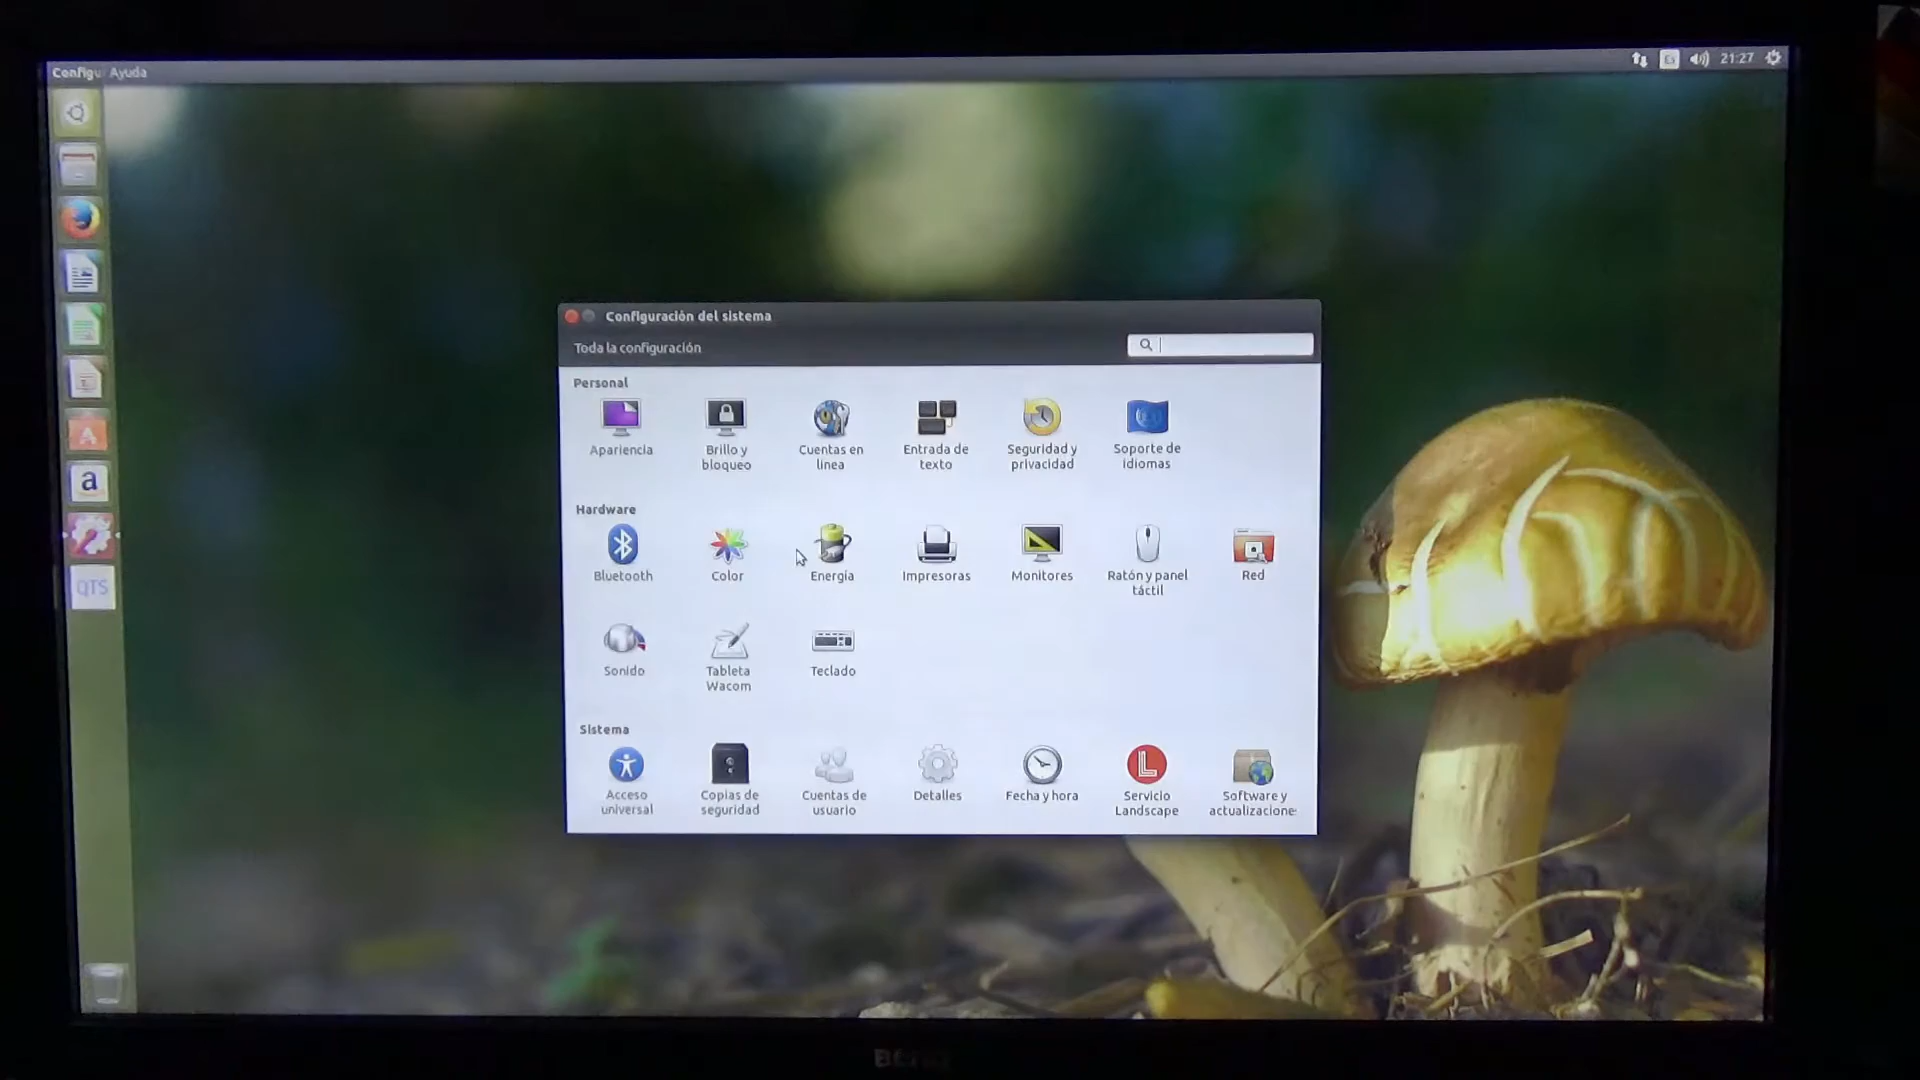 Configu Ayuda
Es 21:27
A
a
QTS
Configuración del sistema
Toda la configuración
Personal
Apariencia
Brillo y bloqueo
Cuentas en línea
Entrada de texto
Seguridad y privacidad
Soporte de idiomas
Hardware
Bluetooth
Color
Energía
Impresoras
Monitores
Ratón y panel táctil
Red
Sonido
Tableta Wacom
Teclado
Sistema
Acceso universal
Copias de seguridad
Cuentas de usuario
Detalles
Fecha y hora
Servicio Landscape
Software y actualizacione
BenQ